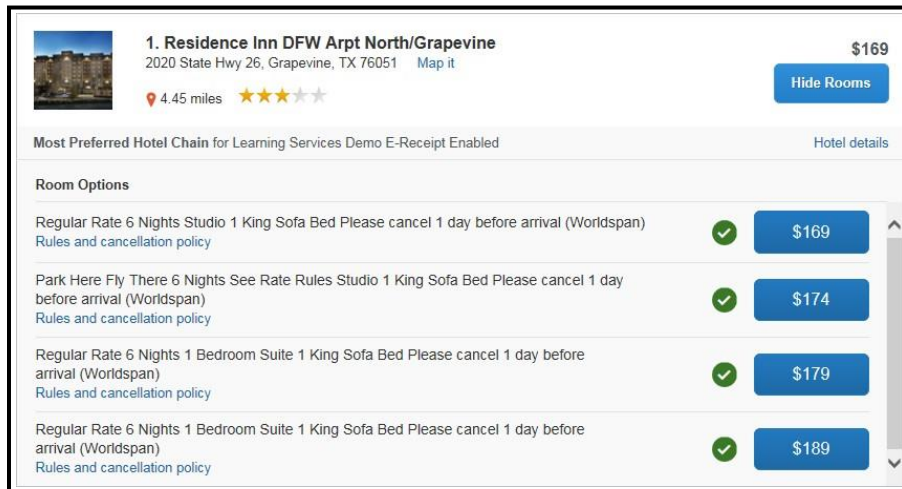 1. Residence Inn DFW Arpt North/Grapevine
2020 State Hwy 26, Grapevine, TX 76051 Map it
4.45 miles
$169
Hide Rooms
Most Preferred Hotel Chain for Learning Services Demo E-Receipt Enabled
Hotel details
Room Options
Regular Rate 6 Nights Studio 1 King Sofa Bed Please cancel 1 day before arrival (Worldspan)
Rules and cancellation policy
$169
Park Here Fly There 6 Nights See Rate Rules Studio 1 King Sofa Bed Please cancel 1 day
before arrival (Worldspan)
Rules and cancellation policy
$174
Regular Rate 6 Nights 1 Bedroom Suite 1 King Sofa Bed Please cancel 1 day before
arrival (Worldspan)
Rules and cancellation policy
$179
Regular Rate 6 Nights 1 Bedroom Suite 1 King Sofa Bed Please cancel 1 day before
arrival (Worldspan)
Rules and cancellation policy
$189